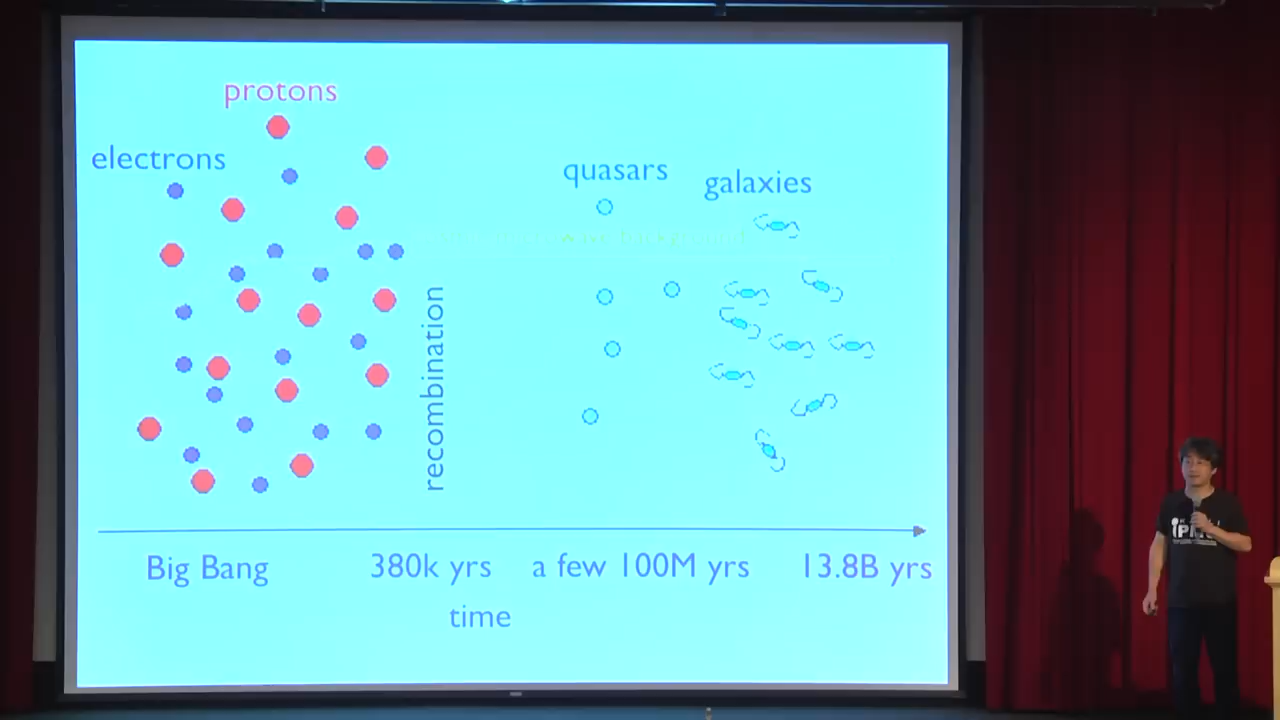 protons
electrons
quasars
galaxies
recombination
Big Bang
380k yrs
a few 100M yrs
13.8B yrs
time